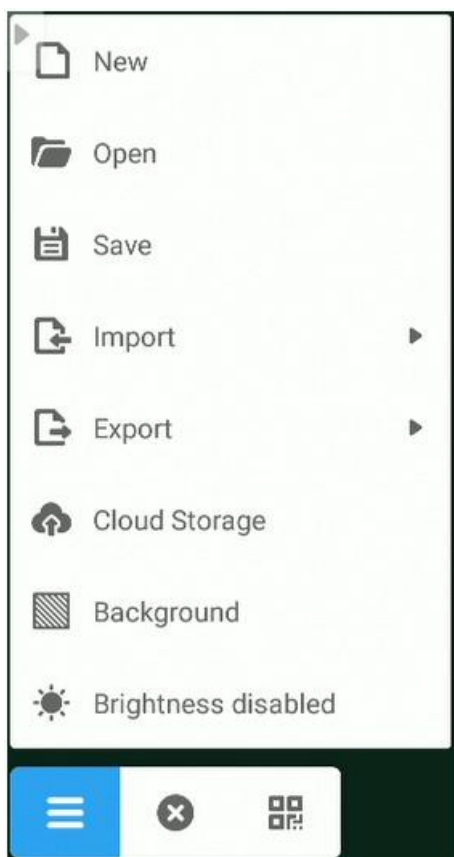 New
Open
Save
Import
Export
Cloud Storage
Background
Brightness disabled